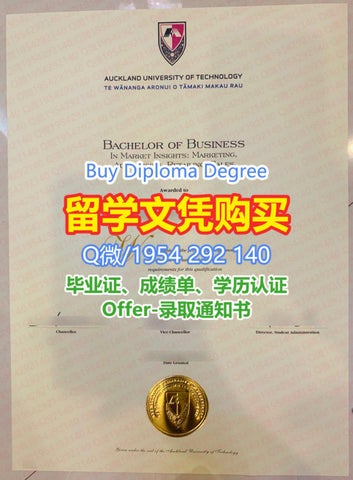 AUCKLAND UNIVERSITY OF TECHNOLOGY
TE WĀNANGA ARONUI O TĀMAKI MAKAU RAU
BACHELOR OF BUSINESS
IN MARKET INSIGHTS: MARKETING,
Buy Diploma Degree
Awarded to
留学文凭购买
Q微/1954 292 140
requirements for this qualification
毕业证、成绩单、学历认证
Offer-录取通知书
Chancellor
Vice Chancellor
Director, Student Administration
Date Granted
Given under the seal of the Auckland University of Technology